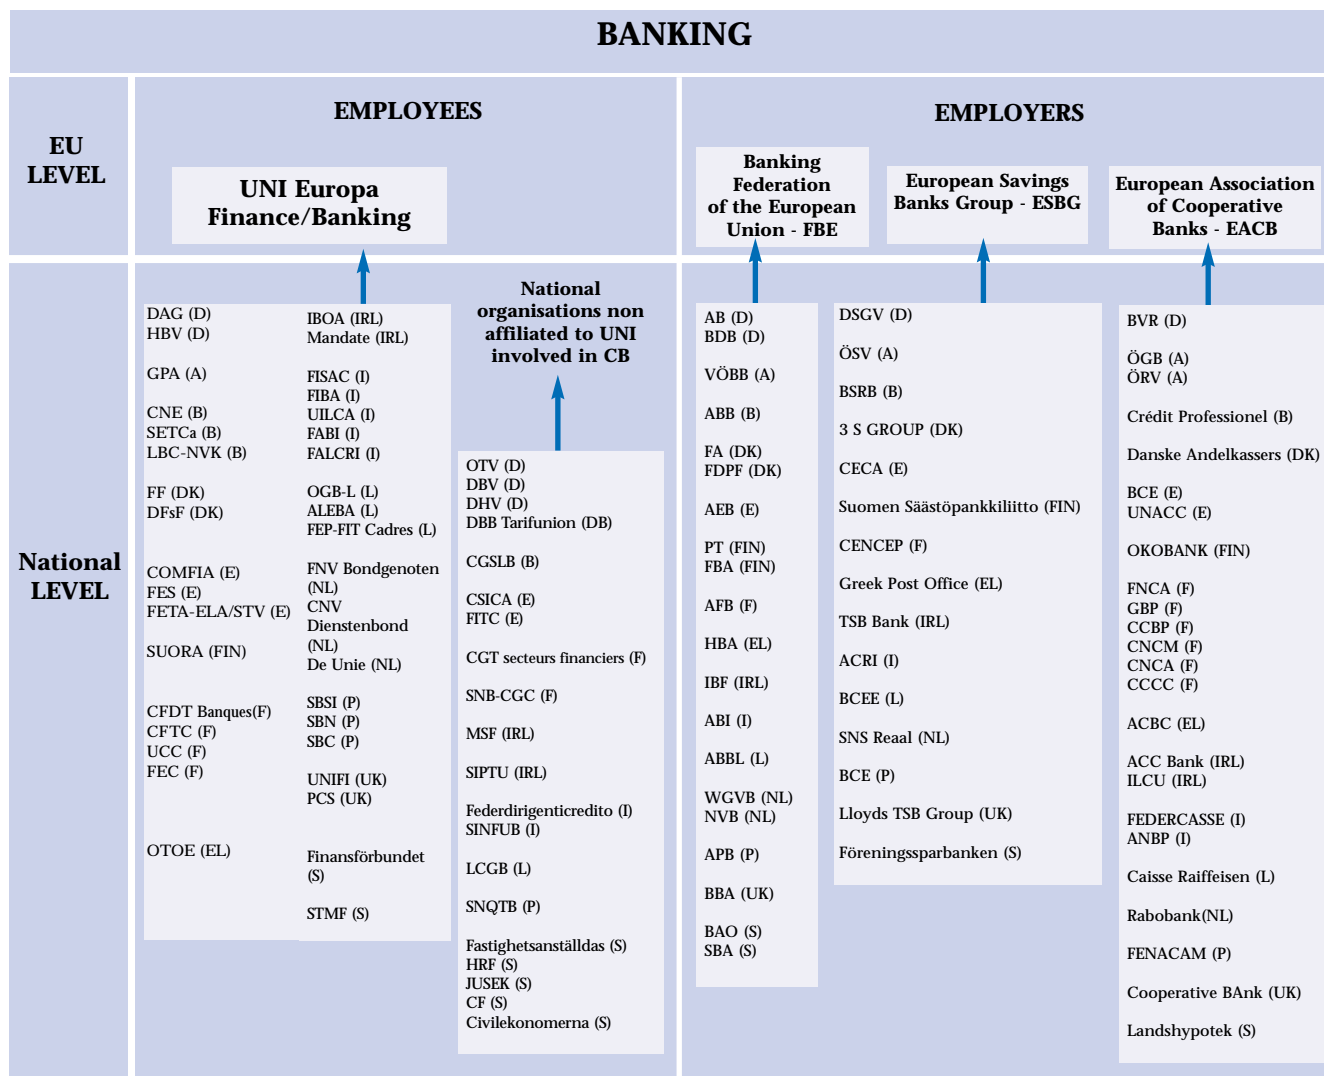 BANKING
EU
LEVEL
EMPLOYEES
UNI Europa
Finance/Banking
EMPLOYERS
Banking
Federation
of the European
Union - FBE
European Savings
Banks Group - ESBG
European Association
of Cooperative
Banks - EACB
National
LEVEL
DAG (D)
HBV (D)
GPA (A)
CNE (B)
SETCa (B)
LBC-NVK (B)
FF (DK)
DFsF (DK)
COMFIA (E)
FES (E)
FETA-ELA/STV (E)
SUORA (FIN)
CFDT Banques(F)
CFTC (F)
UCC (F)
FEC (F)
OTOE (EL)
IBOA (IRL)
Mandate (IRL)
FISAC (I)
FIBA (I)
UILCA (I)
FABI (I)
FALCRI (I)
OGB-L (L)
ALEBA (L)
FEP-FIT Cadres (L)
FNV Bondgenoten
(NL)
CNV
Dienstenbond
(NL)
De Unie (NL)
SBSI (P)
SBN (P)
SBC (P)
UNIFI (UK)
PCS (UK)
Finansförbundet
(S)
STMF (S)
National
organisations non
affiliated to UNI
involved in CB
OTV (D)
DBV (D)
DHV (D)
DBB Tarifunion (DB)
CGSLB (B)
CSICA (E)
FITC (E)
CGT secteurs financiers (F)
SNB-CGC (F)
MSF (IRL)
SIPTU (IRL)
Federdirigenticredito (I)
SINFUB (I)
LCGB (L)
SNQTB (P)
Fastighetsanställdas (S)
HRF (S)
JUSEK (S)
CF (S)
Civilekonomerna (S)
AB (D)
BDB (D)
VÖBB (A)
ABB (B)
FA (DK)
FDPF (DK)
AEB (E)
PT (FIN)
FBA (FIN)
AFB (F)
HBA (EL)
IBF (IRL)
ABI (I)
ABBL (L)
WGVB (NL)
NVB (NL)
APB (P)
BBA (UK)
BAO (S)
SBA (S)
DSGV (D)
ÖSV (A)
BSRB (B)
3 S GROUP (DK)
CECA (E)
Suomen Säästöpankkiliitto (FIN)
CENCEP (F)
Greek Post Office (EL)
TSB Bank (IRL)
ACRI (I)
BCEE (L)
SNS Reaal (NL)
BCE (P)
Lloyds TSB Group (UK)
Föreningssparbanken (S)
BVR (D)
ÖGB (A)
ÖRV (A)
Crédit Professionel (B)
Danske Andelkassers (DK)
BCE (E)
UNACC (E)
OKOBANK (FIN)
FNCA (F)
GBP (F)
CCBP (F)
CNCM (F)
CNCA (F)
CCCC (F)
ACBC (EL)
ACC Bank (IRL)
ILCU (IRL)
FEDERCASSE (I)
ANBP (I)
Caisse Raiffeisen (L)
Rabobank(NL)
FENACAM (P)
Cooperative BAnk (UK)
Landshypotek (S)